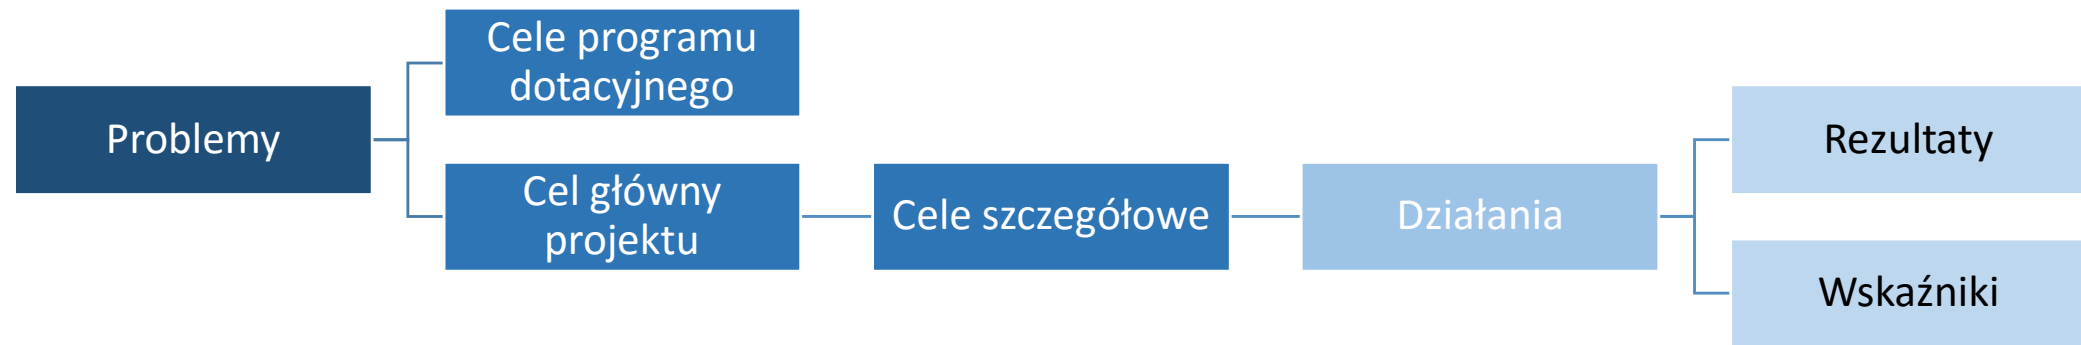 Problemy
Cele programu
dotacyjnego
Cel główny
projektu
Cele szczegółowe
Działania
Rezultaty
Wskaźniki